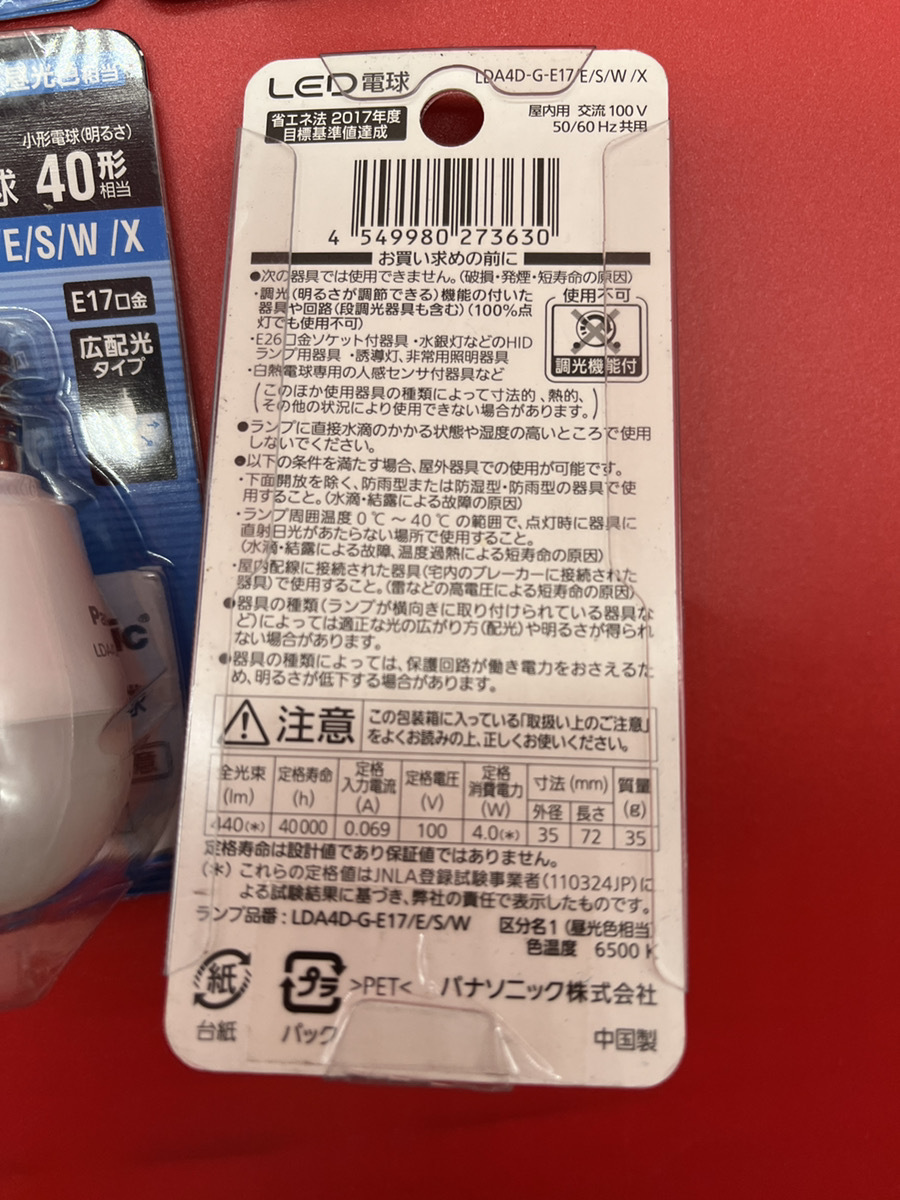 昼光色相当
小形電球(明るさ)
球 40形
相当
E/S/W /X
E17口金
広配光
タイプ
LED電球
LDA4D-G-E17/E/S/W /X
省エネ法 2017年度
目標基準値達成
屋内用 交流100V
50/60Hz共用
4 549980 273630
お買い求めの前に
●次の器具では使用できません。(破損・発煙・短寿命の原因)
・調光(明るさが調節できる)機能の付いた
器具や回路(段調光器具も含む)(100%点
灯でも使用不可)
・E26口金ソケット付器具 ・水銀灯などのHID
ランプ用器具 ・誘導灯、非常用照明器具
・白熱電球専用の人感センサ付器具など
使用不可
調光機能付
(このほか使用器具の種類によって寸法的、熱的、
その他の状況により使用できない場合があります。)
●ランプに直接水滴のかかる状態や湿度の高いところで使用
しないでください。
●以下の条件を満たす場合、屋外器具での使用が可能です。
・下面開放を除く、防雨型または防湿型・防雨型の器具で使
用すること。(水滴・結露による故障の原因)
・ランプ周囲温度0℃～40℃の範囲で、点灯時に器具に
直射日光があたらない場所で使用すること。
(水滴・結露による故障、温度過熱による短寿命の原因)
・屋内配線に接続された器具(宅内のブレーカーに接続された
器具)で使用すること。(雷などの高電圧による短寿命の原因)
●器具の種類(ランプが横向きに取り付けられている器具な
ど)によっては適正な光の広がり方(配光)や明るさが得られ
ない場合があります。
●器具の種類によっては、保護回路が働き電力をおさえるた
め、明るさが低下する場合があります。
注意
この包装箱に入っている「取扱い上のご注意」
をよくお読みの上、正しくお使いください。
全光束 (lm) 定格寿命 (h) 定格入力電流 (A) 定格電圧 (V) 定格消費電力 (W) 寸法(mm) 質量 (g)
外径 長さ
440(*) 40000 0.069 100 4.0(*) 35 72 35
定格寿命は設計値であり保証値ではありません。
(*) これらの定格値はJNLA登録試験事業者(110324JP)に
よる試験結果に基づき、弊社の責任で表示したものです。
ランプ品番:LDA4D-G-E17/E/S/W 区分名1(昼光色相当
色温度 6500 K
紙
台紙
プラ
パック
>PET<
パナソニック株式会社
中国製